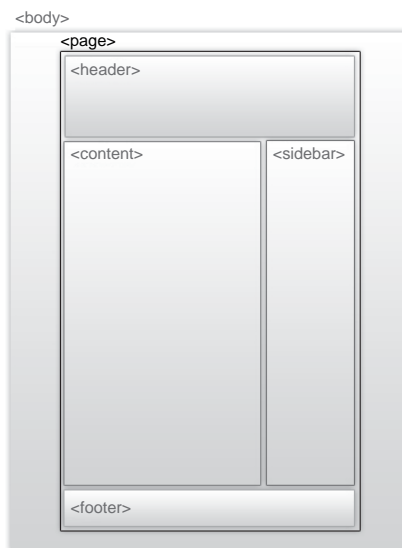 <body>
<page>
<header>
<content>
<sidebar>
<footer>